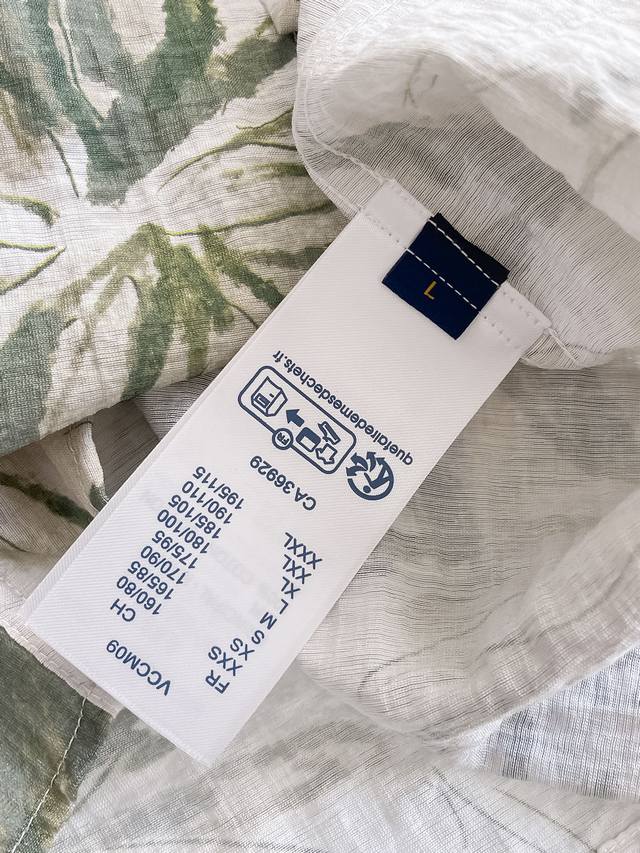 VCCM09
FR CH
XXS 160/80
XS 165/85
S 170/90
M 175/95
L 180/100
XL 185/105
XXL 190/110
XXXL 195/115
CA 36929
FR
quefairedemesdechets.fr
L